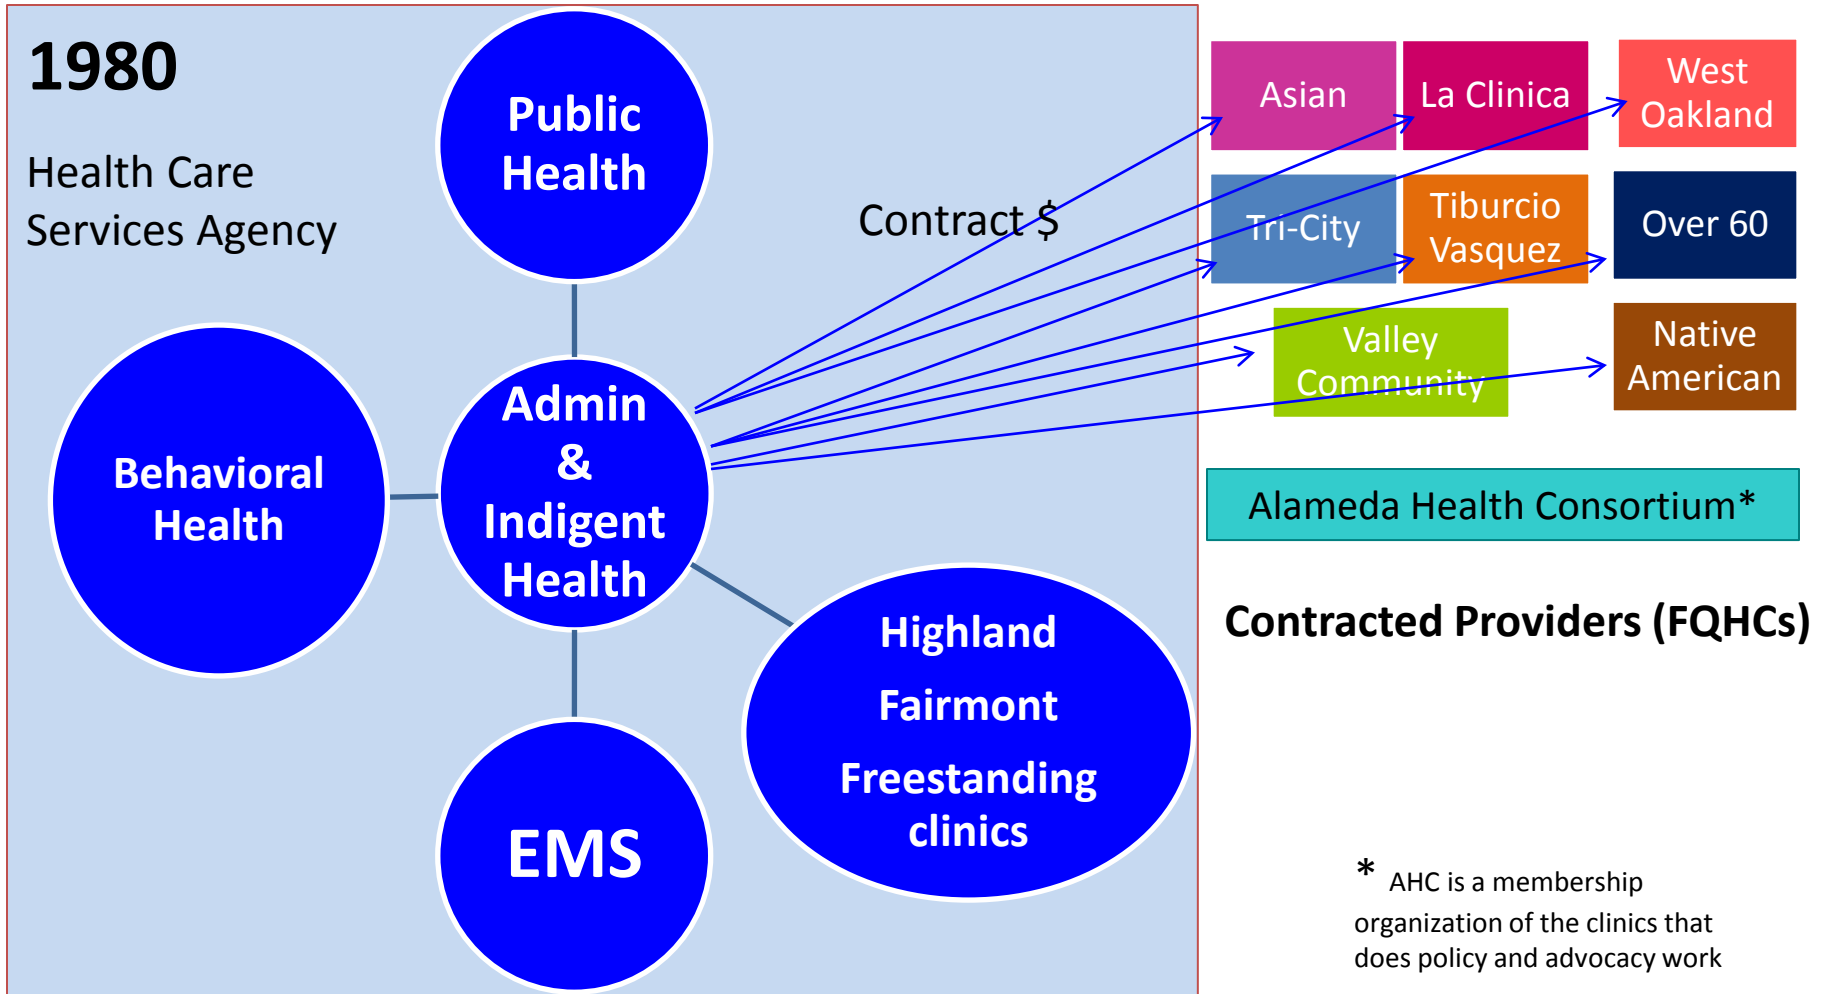 1980
Health Care
Services Agency
Public
Health
Contract $
Behavioral
Health
Admin
&
Indigent
Health
EMS
Highland
Fairmont
Freestanding
clinics
Asian
La Clinica
West
Oakland
Tri-City
Tiburcio
Vasquez
Over 60
Valley
Community
Native
American
Alameda Health Consortium*
Contracted Providers (FQHCs)
* AHC is a membership
organization of the clinics that
does policy and advocacy work